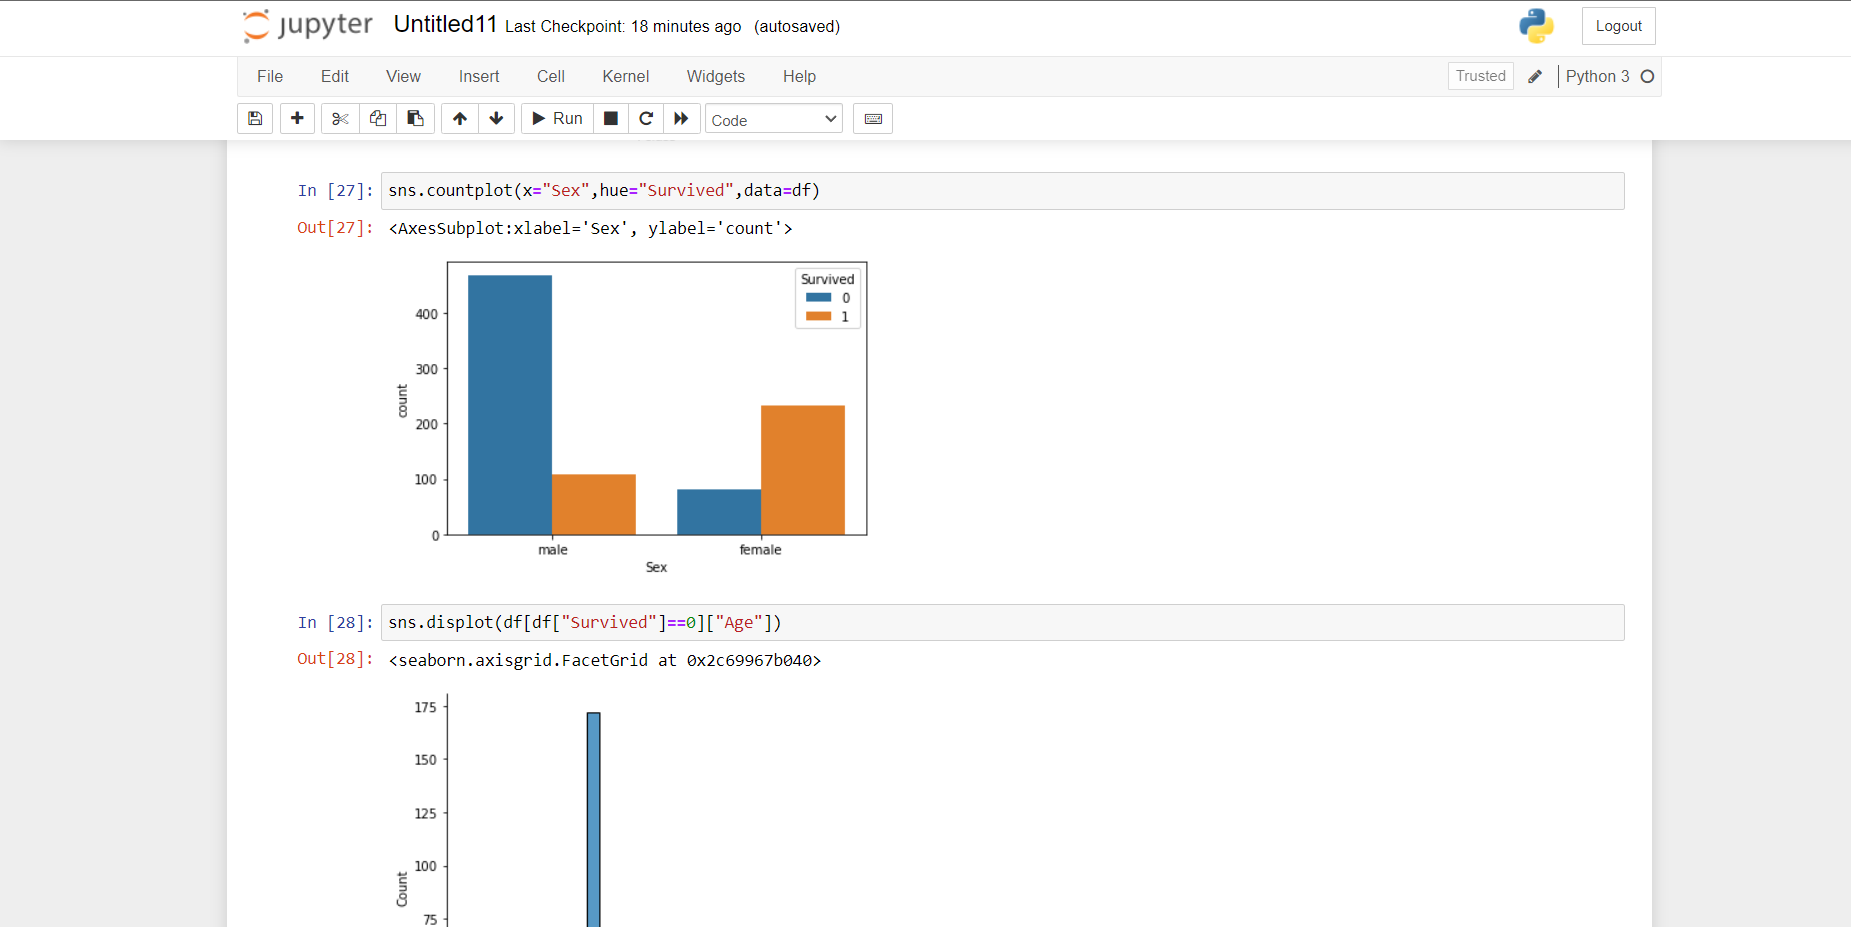 jupyter Untitled11 Last Checkpoint: 18 minutes ago (autosaved)
Logout
File Edit View Insert Cell Kernel Widgets Help
Trusted Python 3
Run Code
In [27]: sns.countplot(x="Sex",hue="Survived",data=df)
Out[27]: <AxesSubplot:xlabel='Sex', ylabel='count'>
Survived
0
1
400
300
200
100
0
count
male female
Sex
In [28]: sns.displot(df[df["Survived"]==0]["Age"])
Out[28]: <seaborn.axisgrid.FacetGrid at 0x2c69967b040>
175
150
125
100
75
Count